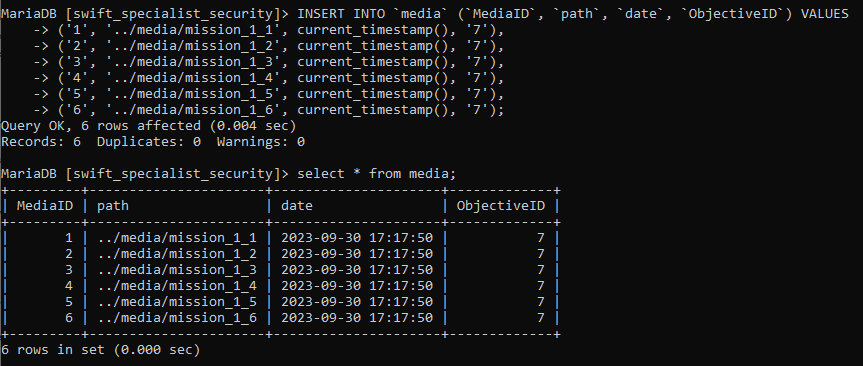 MariaDB [swift_specialist_security]> INSERT INTO `media` (`MediaID`, `path`, `date`, `ObjectiveID`) VALUES
    -> ('1', '../media/mission_1_1', current_timestamp(), '7'),
    -> ('2', '../media/mission_1_2', current_timestamp(), '7'),
    -> ('3', '../media/mission_1_3', current_timestamp(), '7'),
    -> ('4', '../media/mission_1_4', current_timestamp(), '7'),
    -> ('5', '../media/mission_1_5', current_timestamp(), '7'),
    -> ('6', '../media/mission_1_6', current_timestamp(), '7');
Query OK, 6 rows affected (0.004 sec)
Records: 6  Duplicates: 0  Warnings: 0

MariaDB [swift_specialist_security]> select * from media;
+---------+----------------------+---------------------+-------------+
| MediaID | path                 | date                | ObjectiveID |
+---------+----------------------+---------------------+-------------+
|       1 | ../media/mission_1_1 | 2023-09-30 17:17:50 |           7 |
|       2 | ../media/mission_1_2 | 2023-09-30 17:17:50 |           7 |
|       3 | ../media/mission_1_3 | 2023-09-30 17:17:50 |           7 |
|       4 | ../media/mission_1_4 | 2023-09-30 17:17:50 |           7 |
|       5 | ../media/mission_1_5 | 2023-09-30 17:17:50 |           7 |
|       6 | ../media/mission_1_6 | 2023-09-30 17:17:50 |           7 |
+---------+----------------------+---------------------+-------------+
6 rows in set (0.000 sec)